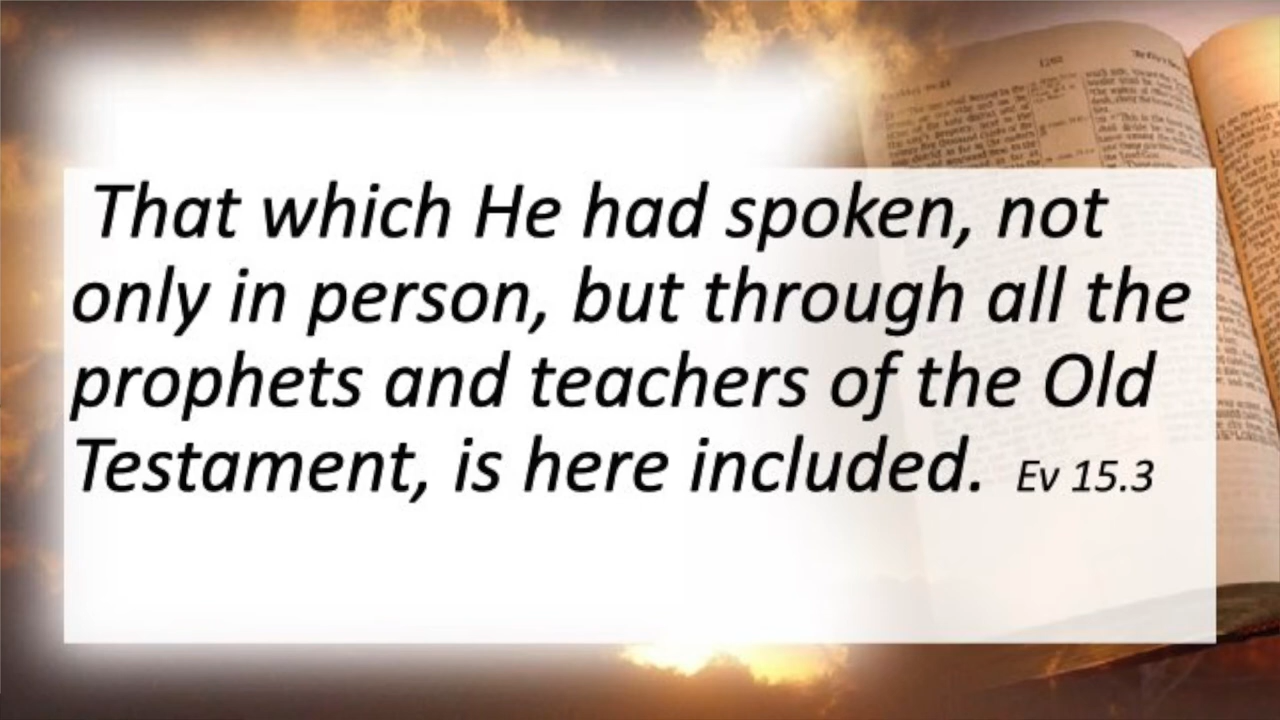 That which He had spoken, not
only in person, but through all the
prophets and teachers of the Old
Testament, is here included. Ev 15.3